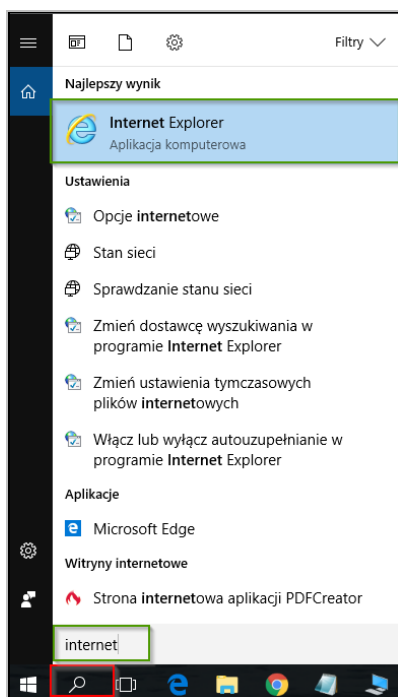 Filtry
Najlepszy wynik
Internet Explorer
Aplikacja komputerowa
Ustawienia
Opcje internetowe
Stan sieci
Sprawdzanie stanu sieci
Zmień dostawcę wyszukiwania w
programie Internet Explorer
Zmień ustawienia tymczasowych
plików internetowych
Włącz lub wyłącz autouzupełnianie w
programie Internet Explorer
Aplikacje
Microsoft Edge
Witryny internetowe
Strona internetowa aplikacji PDFCreator
internet